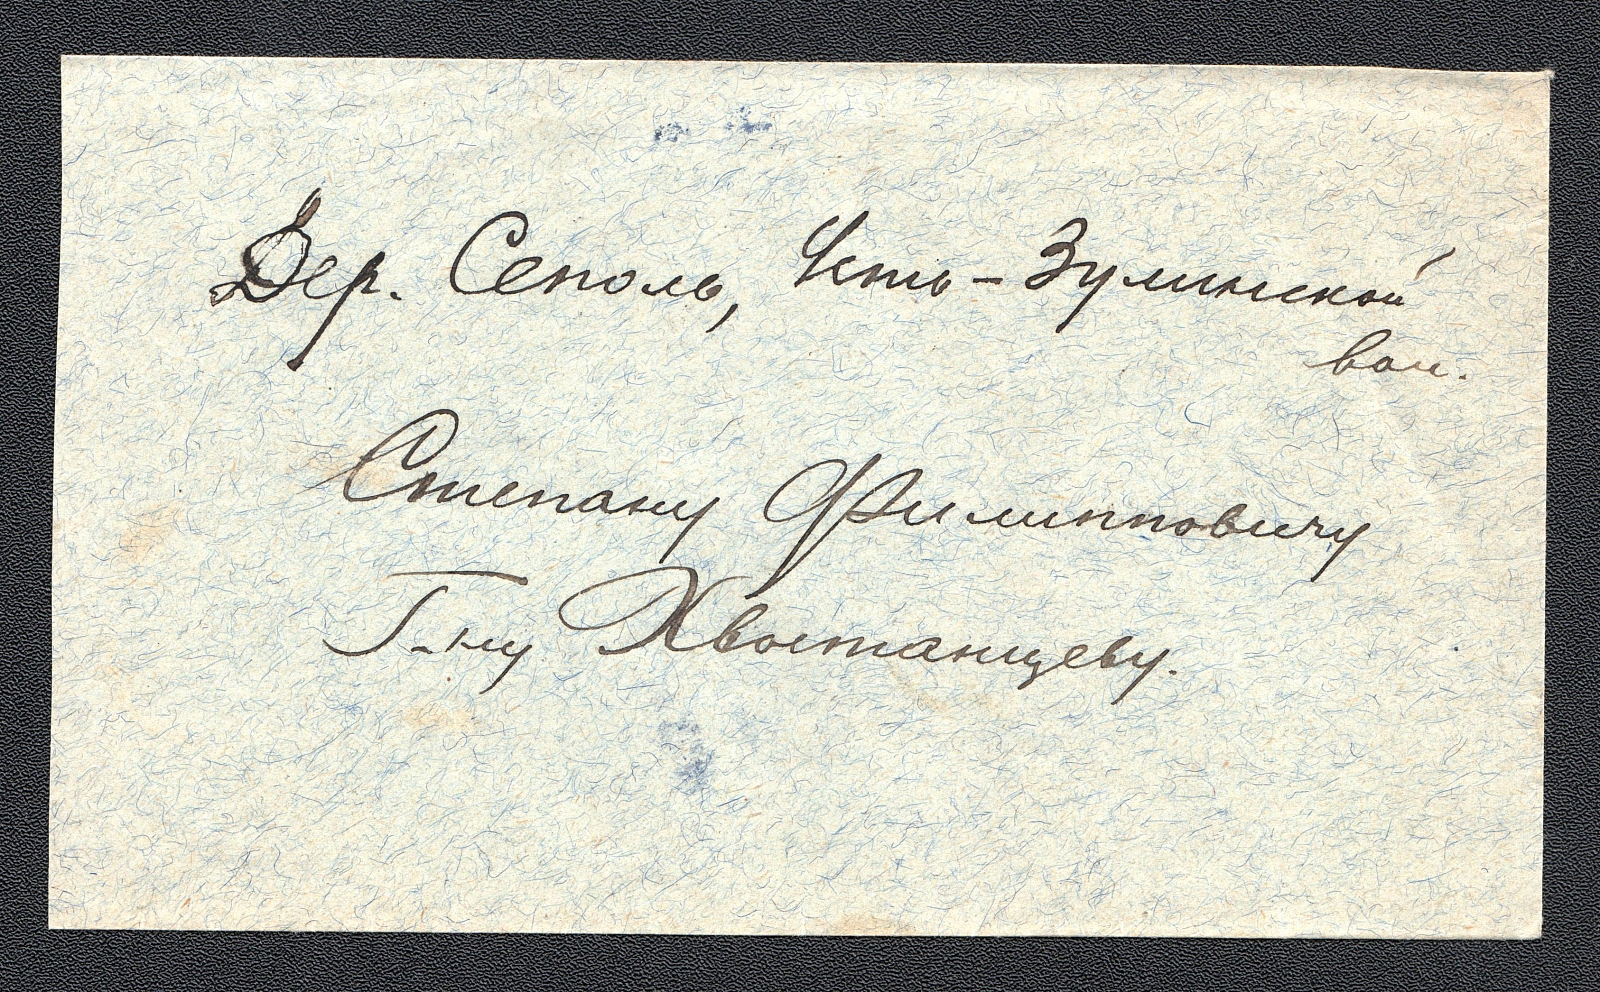 Дер. Сеполь, Усть-Зулинской
вол.
Степану Филипповичу
Г-ну Хвостанцеву.